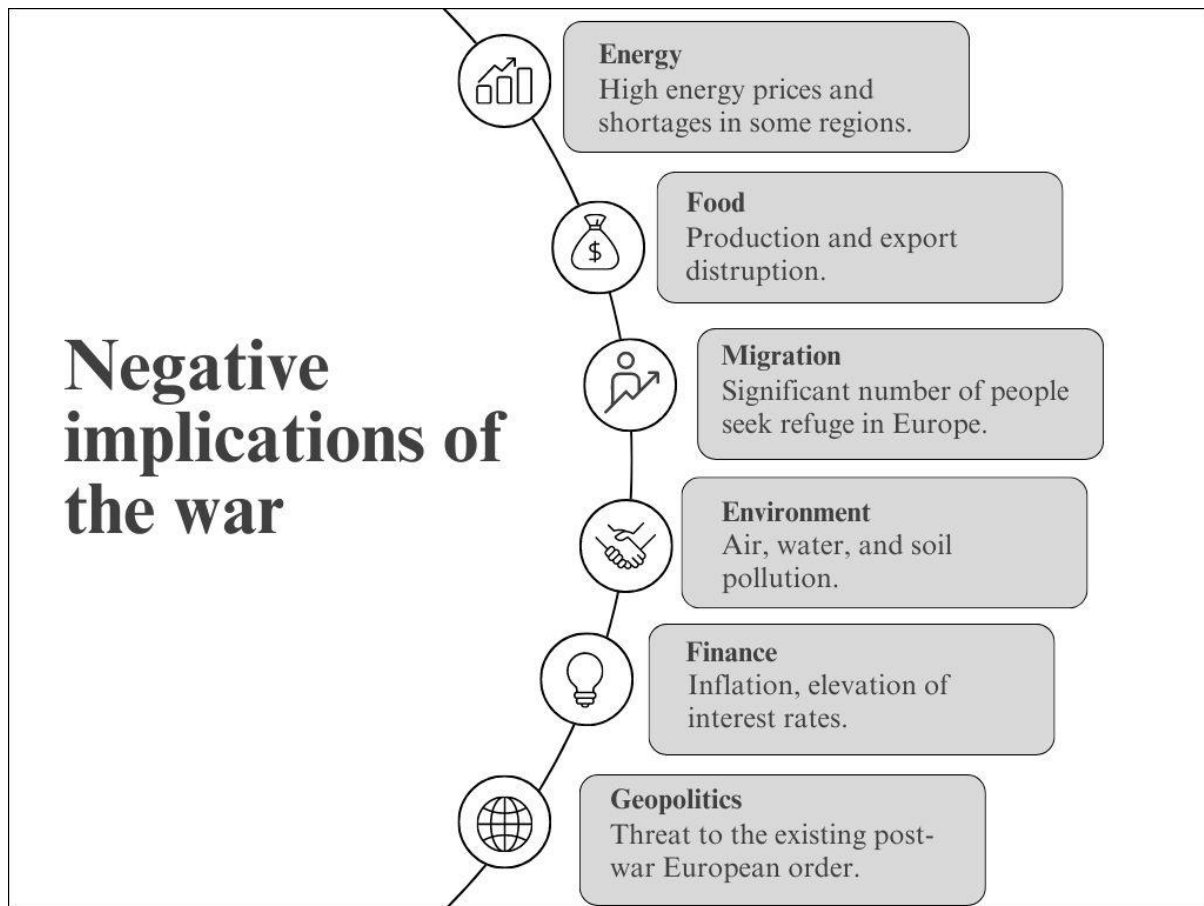 Negative
implications of
the war
Energy
High energy prices and
shortages in some regions.
Food
Production and export
distruption.
Migration
Significant number of people
seek refuge in Europe.
Environment
Air, water, and soil
pollution.
Finance
Inflation, elevation of
interest rates.
Geopolitics
Threat to the existing post-
war European order.
$